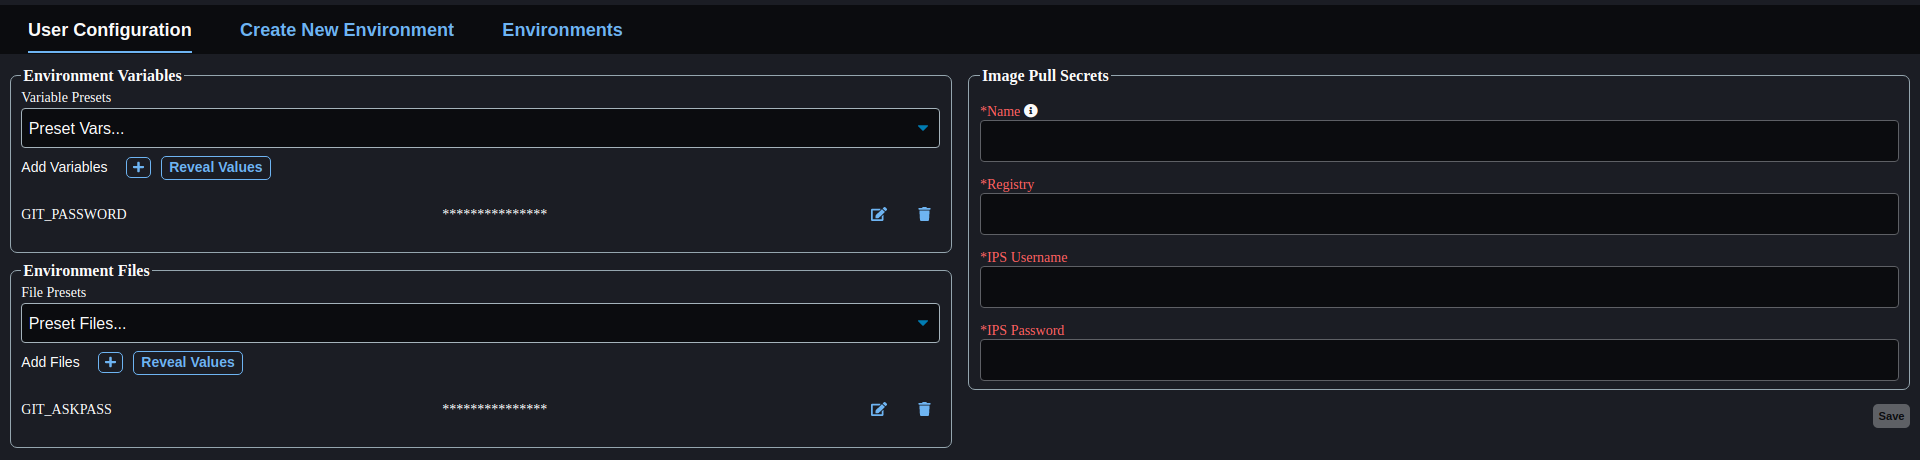 User Configuration Create New Environment Environments
Environment Variables
Variable Presets
Preset Vars...
Add Variables + Reveal Values
GIT_PASSWORD ***************
Environment Files
File Presets
Preset Files...
Add Files + Reveal Values
GIT_ASKPASS ***************
Image Pull Secrets
*Name
*Registry
*IPS Username
*IPS Password
Save